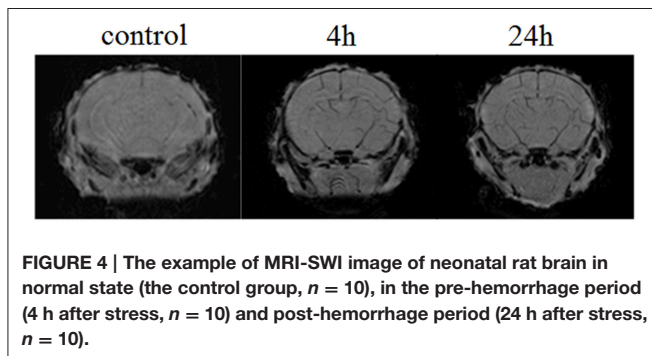 control 4h 24h
FIGURE 4 | The example of MRI-SWI image of neonatal rat brain in
normal state (the control group, n = 10), in the pre-hemorrhage period
(4 h after stress, n = 10) and post-hemorrhage period (24 h after stress,
n = 10).